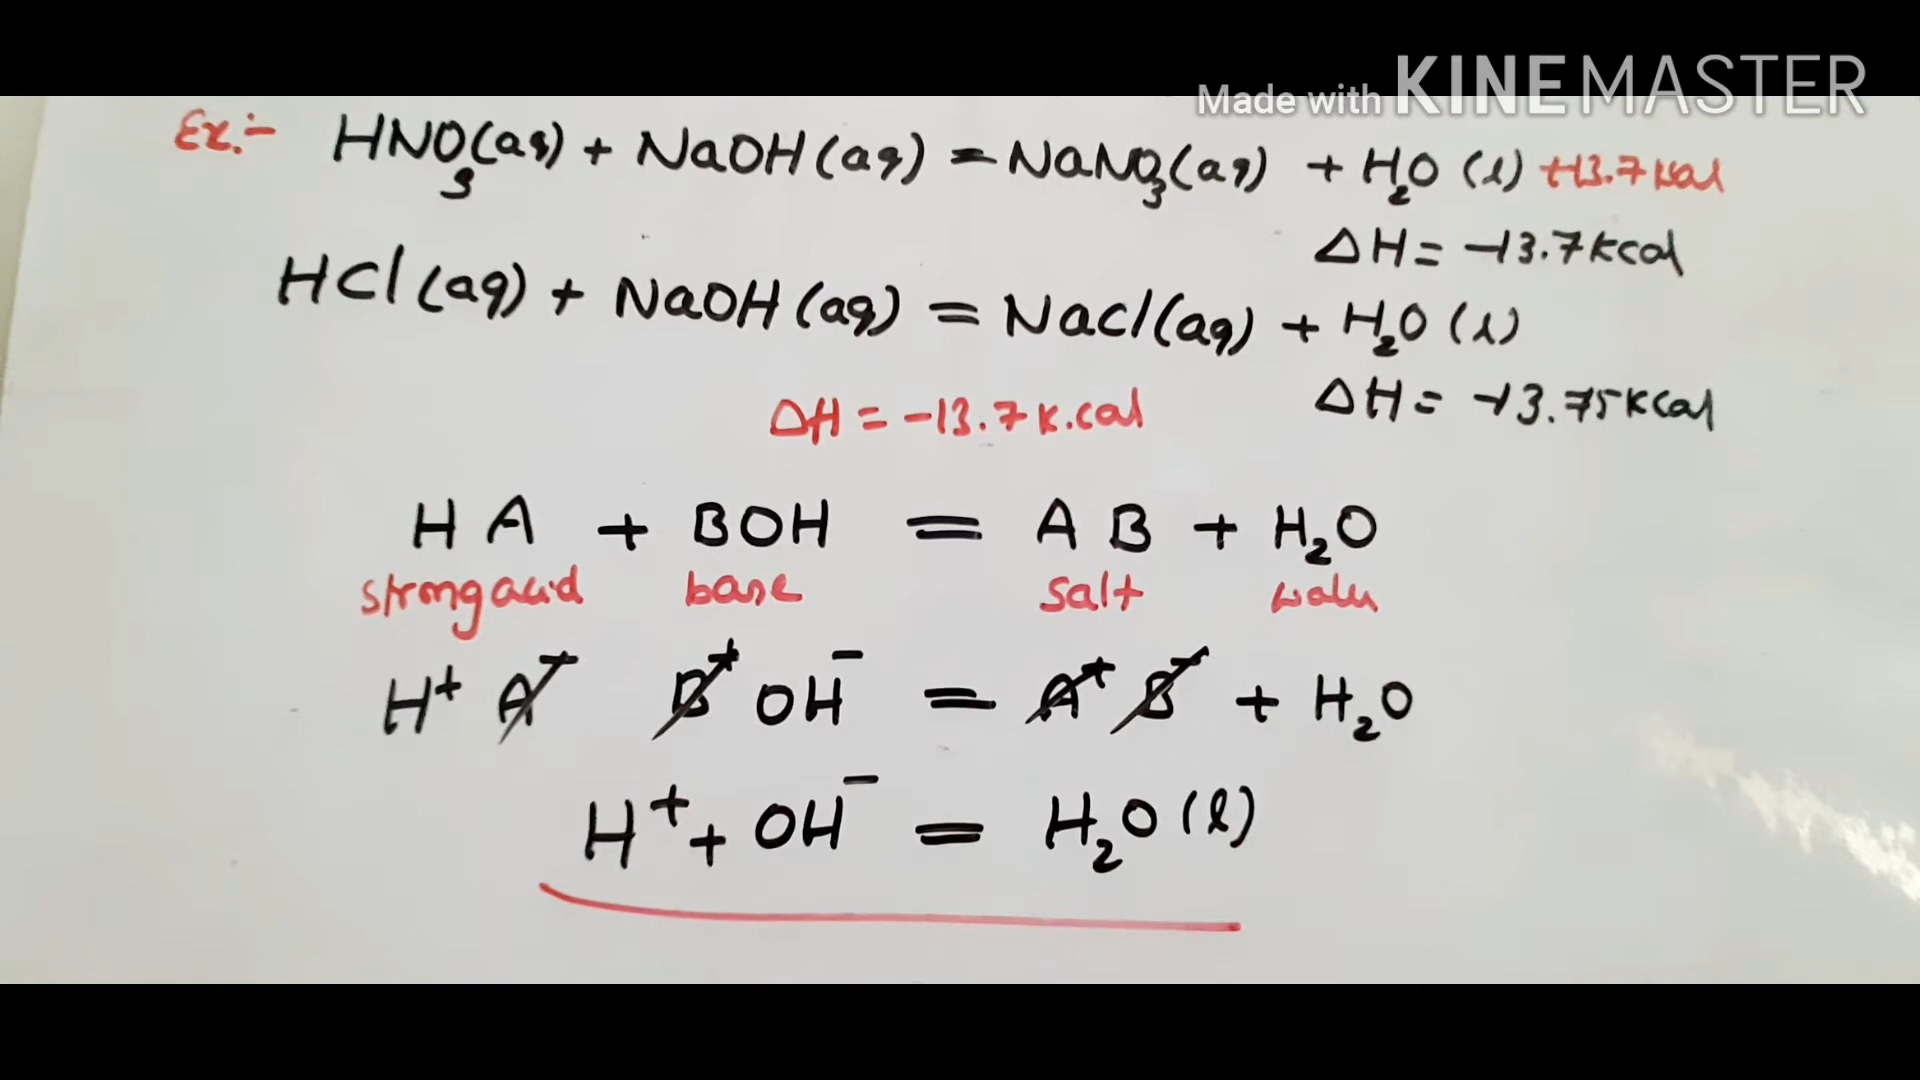 Made with KINEMASTER
Ex:- HNO₃(aq) + NaOH(aq) = NaNO₃(aq) + H₂O(l) +13.7 kcal
ΔH = -13.7 kcal
HCl(aq) + NaOH(aq) = NaCl(aq) + H₂O(l)
ΔH = -13.7 k.cal ΔH = -13.75 kcal
HA + BOH = AB + H₂O
strong acid base salt water
H⁺ A⁻ B⁺ OH⁻ = A⁺ B⁻ + H₂O
H⁺ + OH⁻ = H₂O(l)